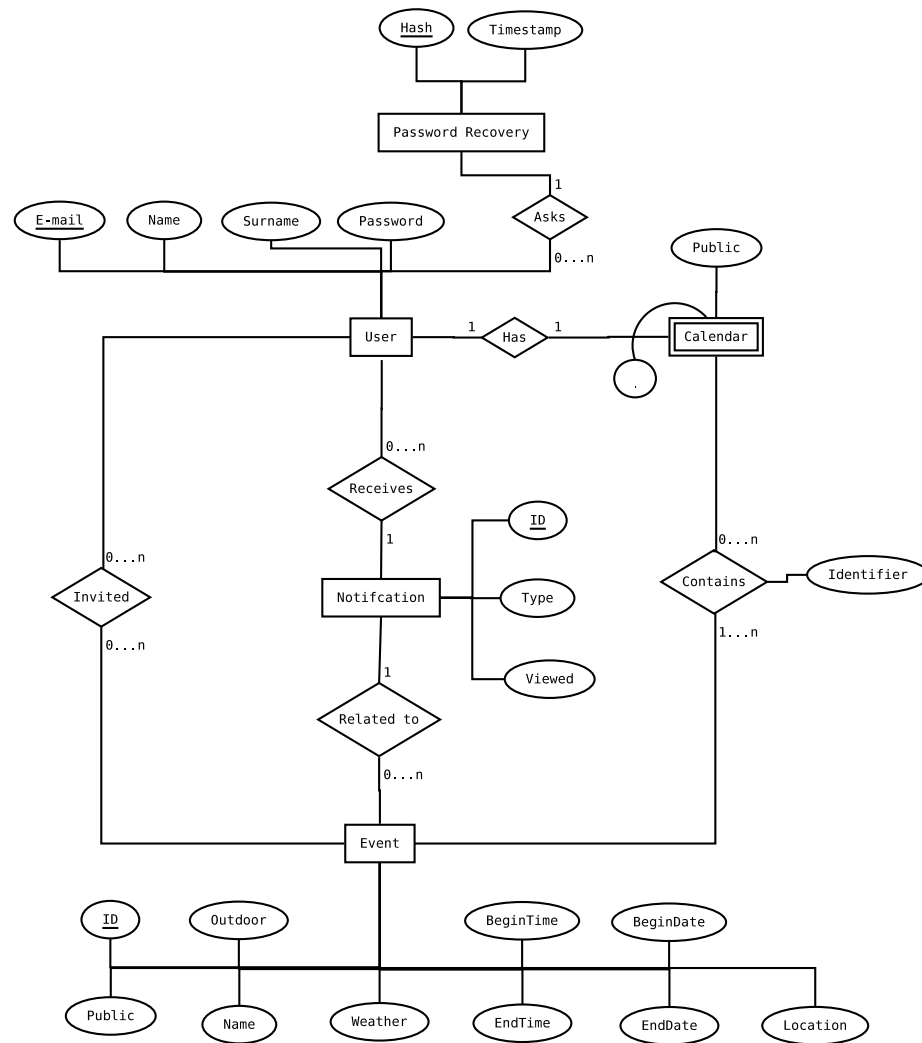 Hash
Timestamp
Password Recovery
1
Asks
E-mail
Name
Surname
Password
0...n
Public
User
1
Has
1
Calendar
.
0...n
Receives
1
ID
0...n
0...n
Invited
Notifcation
Type
Contains
Identifier
0...n
1...n
1
Viewed
Related to
0...n
Event
ID
Outdoor
BeginTime
BeginDate
Public
Name
Weather
EndTime
EndDate
Location